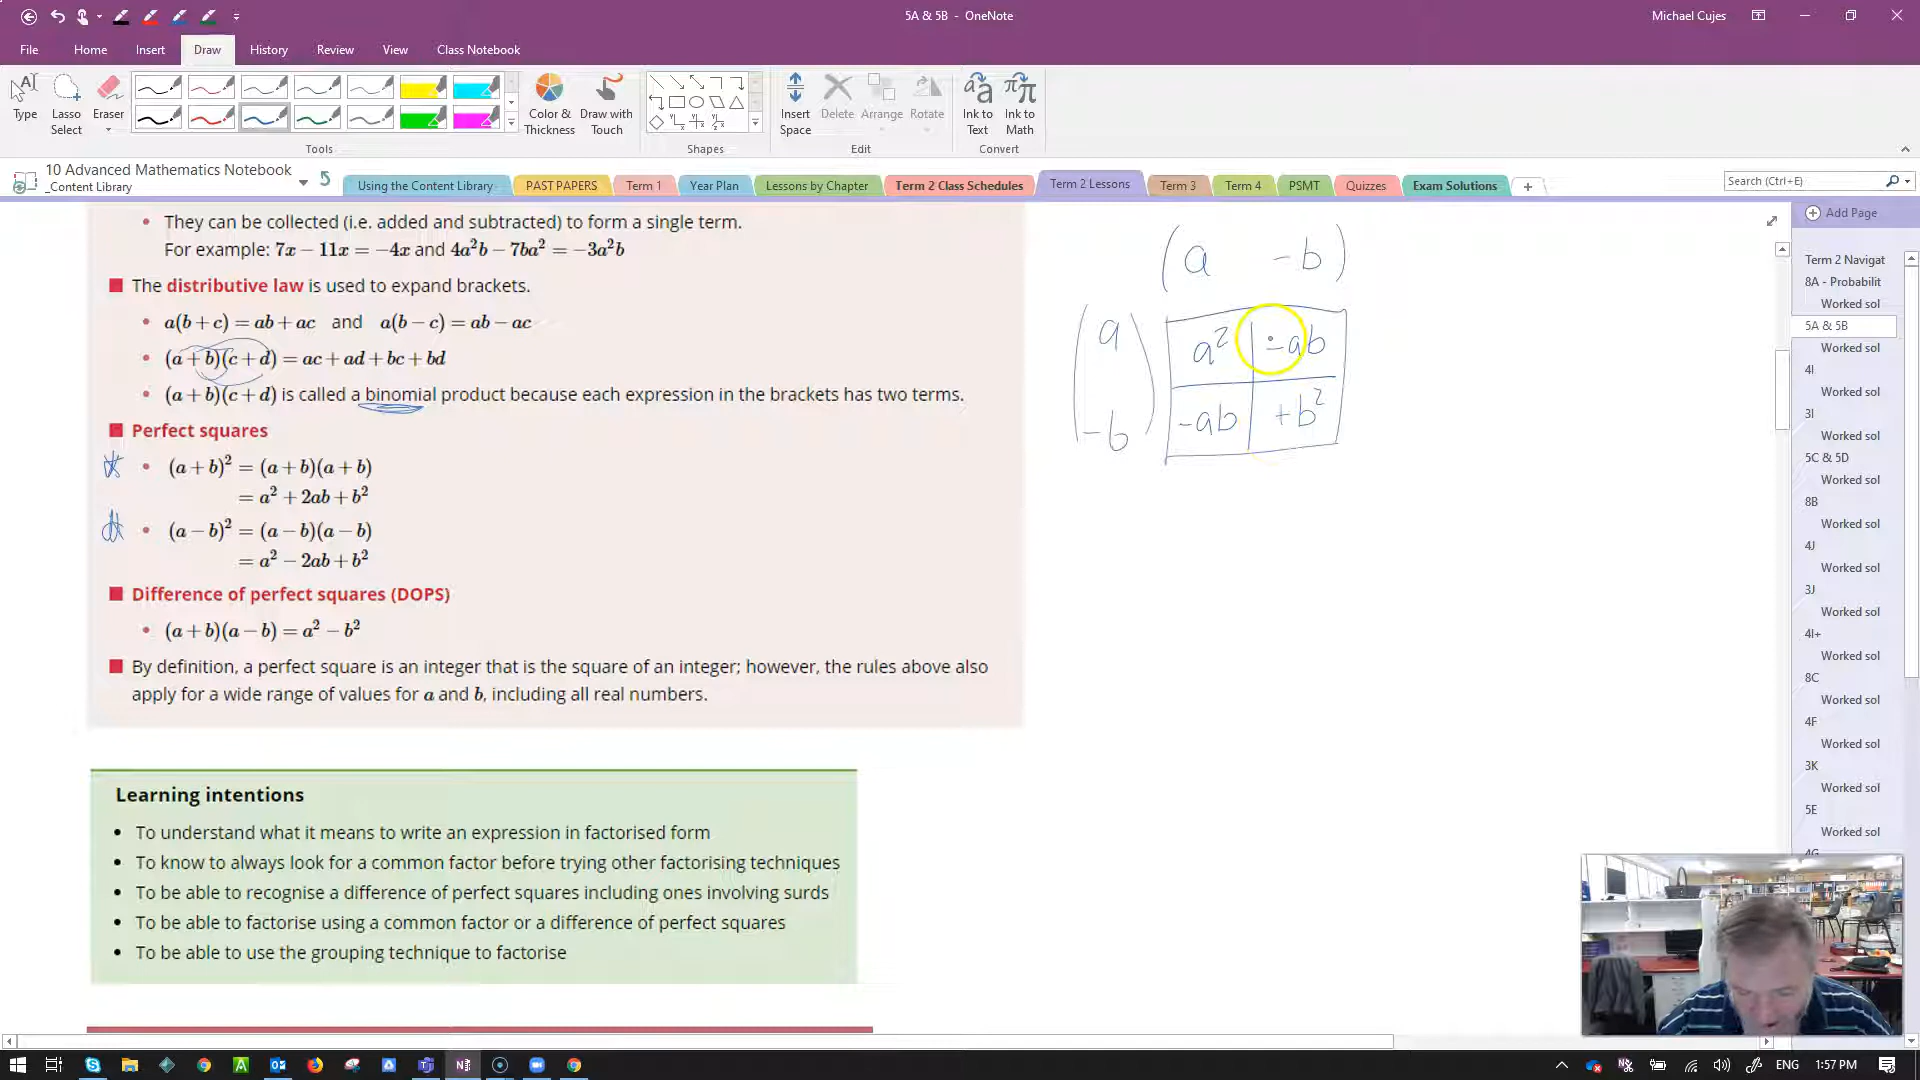 5A & 5B - OneNote
Michael Cujes
File Home Insert Draw History Review View Class Notebook
Type
Lasso Select
Eraser
Color & Thickness
Draw with Touch
Insert Space
Delete
Arrange
Rotate
Ink to Text
Ink to Math
Tools
Shapes
Edit
Convert
10 Advanced Mathematics Notebook
_Content Library
Using the Content Library
PAST PAPERS
Term 1
Year Plan
Lessons by Chapter
Term 2 Class Schedules
Term 2 Lessons
Term 3
Term 4
PSMT
Quizzes
Exam Solutions
Search (Ctrl+E)
• They can be collected (i.e. added and subtracted) to form a single term.
For example: 7x − 11x = −4x and 4a²b − 7ba² = −3a²b
The distributive law is used to expand brackets.
• a(b + c) = ab + ac and a(b − c) = ab − ac
• (a + b)(c + d) = ac + ad + bc + bd
• (a + b)(c + d) is called a binomial product because each expression in the brackets has two terms.
Perfect squares
• (a + b)² = (a + b)(a + b)
= a² + 2ab + b²
• (a − b)² = (a − b)(a − b)
= a² − 2ab + b²
Difference of perfect squares (DOPS)
• (a + b)(a − b) = a² − b²
By definition, a perfect square is an integer that is the square of an integer; however, the rules above also
apply for a wide range of values for a and b, including all real numbers.
Learning intentions
• To understand what it means to write an expression in factorised form
• To know to always look for a common factor before trying other factorising techniques
• To be able to recognise a difference of perfect squares including ones involving surds
• To be able to factorise using a common factor or a difference of perfect squares
• To be able to use the grouping technique to factorise
(a − b)
a a² −ab
−b −ab +b²
Add Page
Term 2 Navigat
8A - Probabilit
Worked sol
5A & 5B
Worked sol
4I
Worked sol
3I
Worked sol
5C & 5D
Worked sol
8B
Worked sol
4J
Worked sol
3J
Worked sol
4I+
Worked sol
8C
Worked sol
4F
Worked sol
3K
Worked sol
5E
Worked sol
4G
ENG
1:57 PM